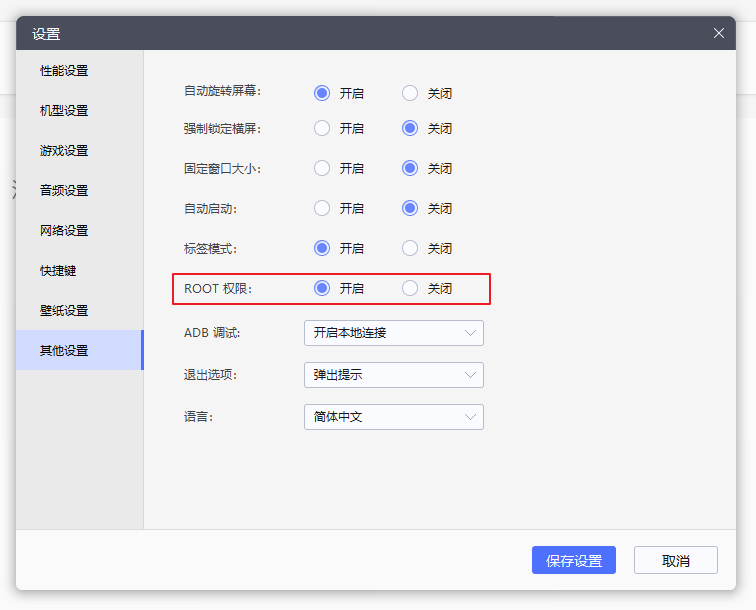 设置
性能设置
机型设置
游戏设置
音频设置
网络设置
快捷键
壁纸设置
其他设置
自动旋转屏幕: 开启 关闭
强制锁定横屏: 开启 关闭
固定窗口大小: 开启 关闭
自动启动: 开启 关闭
标签模式: 开启 关闭
ROOT 权限: 开启 关闭
ADB 调试: 开启本地连接
退出选项: 弹出提示
语言: 简体中文
保存设置 取消